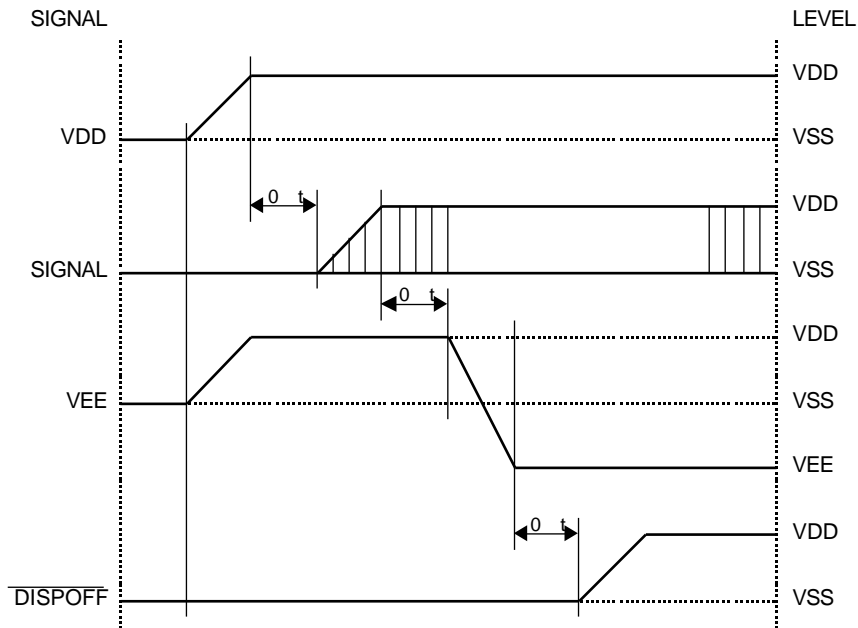 SIGNAL LEVEL
VDD
VDD VSS
0 t VDD
SIGNAL VSS
0 t
VDD
VEE VSS
VEE
0 t VDD
DISPOFF VSS